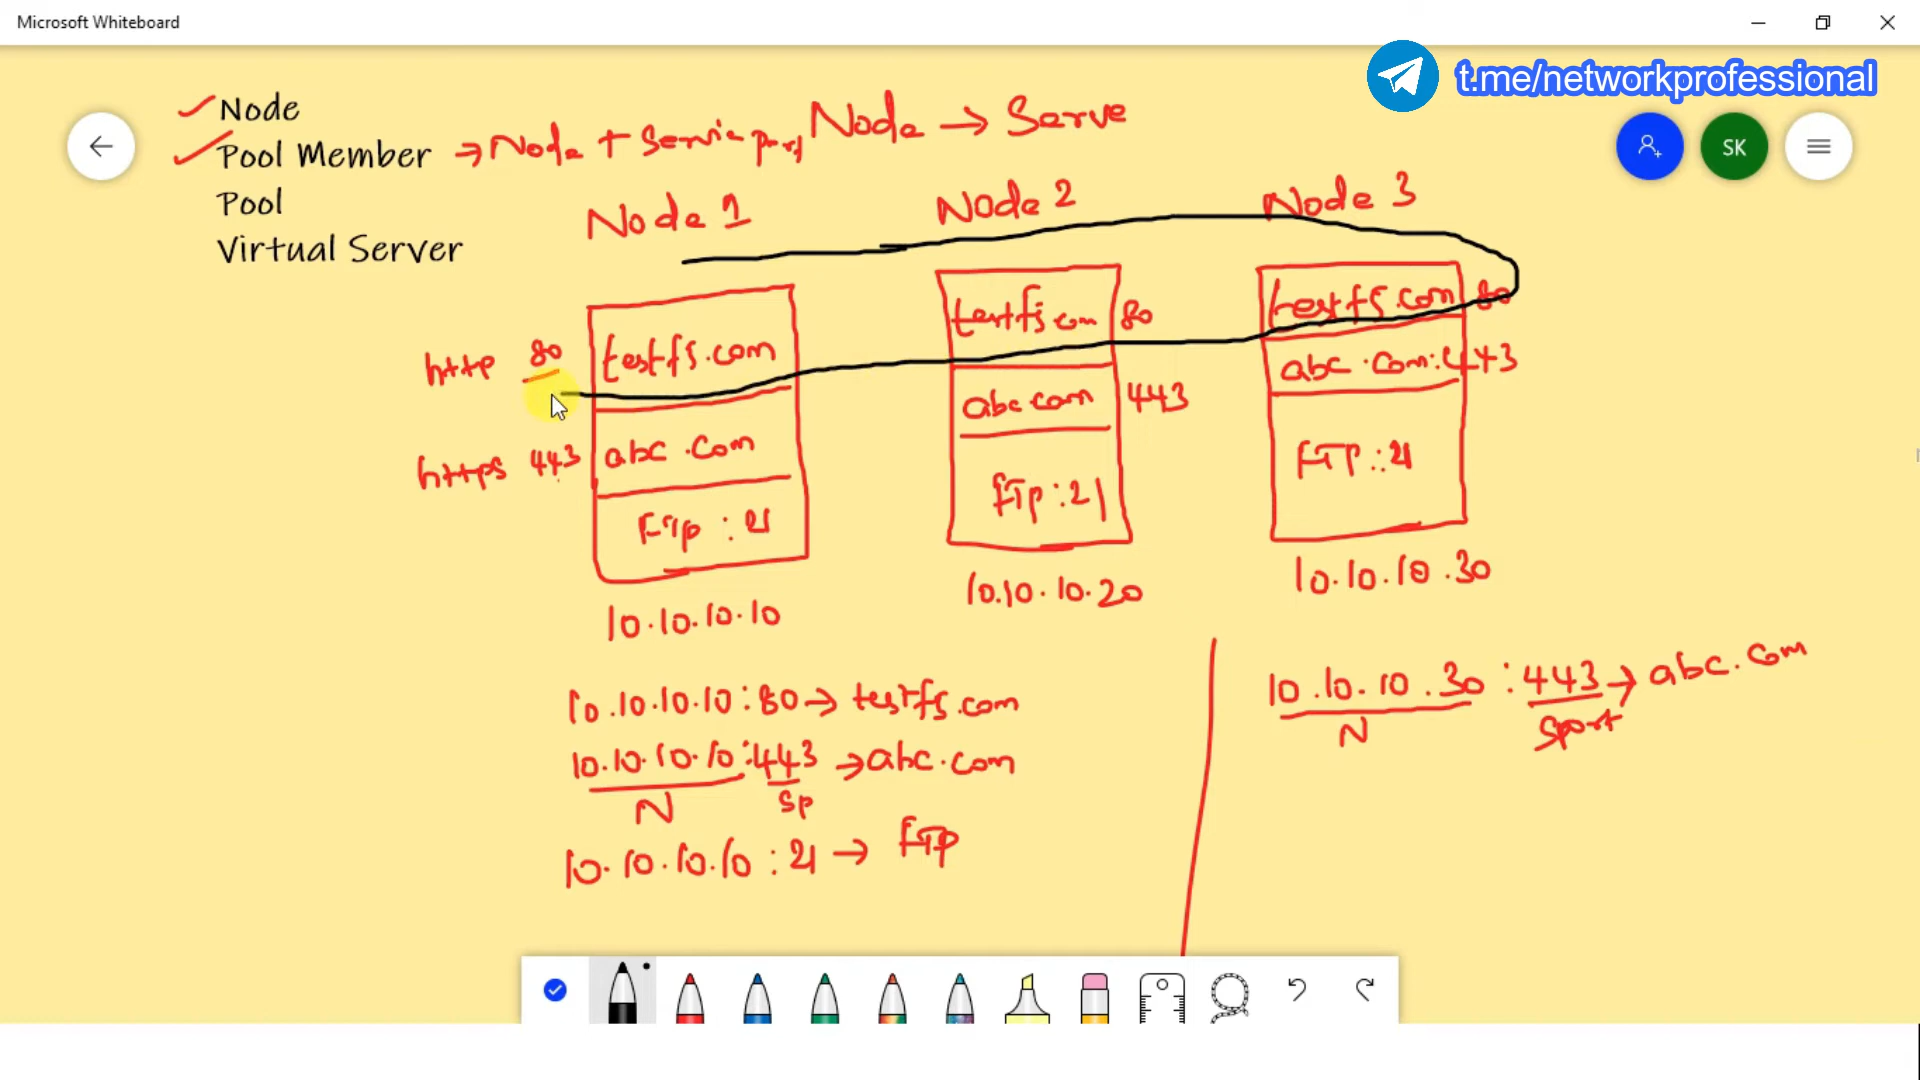 Microsoft Whiteboard
t.me/networkprofessional
Node
Node → Serve
Pool Member → Node + Service port
SK
Pool
Virtual Server
Node 1
Node 2
Node 3
http 80 testfs.com
testfs.com 80
testfs.com 80
https 443 abc.com
abc.com 443
abc.com:443
FTP : 21
FTP :21
FTP :21
10.10.10.10
10.10.10.20
10.10.10.30
10.10.10.10:80 → testfs.com
10.10.10.10:443 → abc.com
N SP
10.10.10.10:21 → FTP
10.10.10.30:443 → abc.com
N Sport